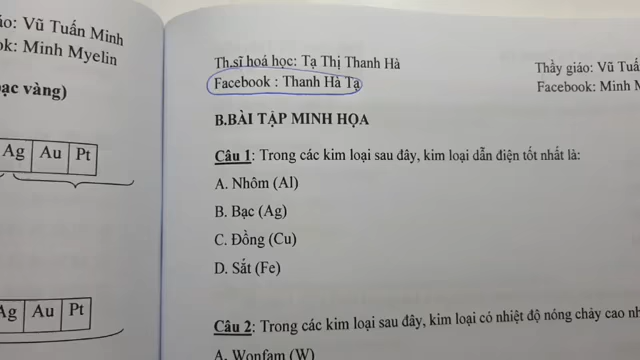 áo: Vũ Tuấn Minh
ok: Minh Myelin
ạc vàng)
Ag Au Pt
Ag Au Pt
Th.sĩ hoá học: Tạ Thị Thanh Hà
Facebook : Thanh Hà Tạ
Thầy giáo: Vũ Tuấ
Facebook: Minh M
B.BÀI TẬP MINH HỌA
Câu 1: Trong các kim loại sau đây, kim loại dẫn điện tốt nhất là:
A. Nhôm (Al)
B. Bạc (Ag)
C. Đồng (Cu)
D. Sắt (Fe)
Câu 2: Trong các kim loại sau đây, kim loại có nhiệt độ nóng chảy cao nh
A. Wonfam (W)